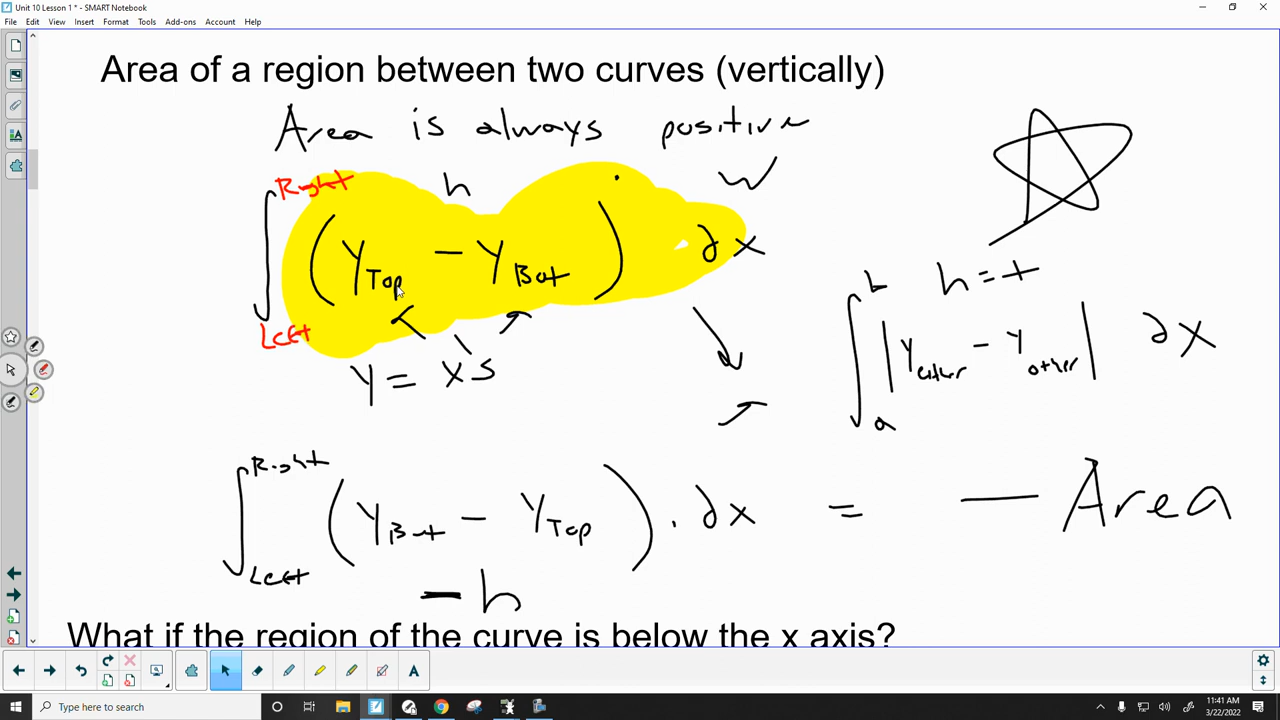 Unit 10 Lesson 1 * - SMART Notebook
File Edit View Insert Format Tools Add-ons Account Help
Area of a region between two curves (vertically)
Area is always positive
Right h W
∫ (Y Top - Y Bot) dx
Left
Y = XS
h = +
b
∫ |Y either - Y other| dx
a
Right
∫ (Y Bot - Y Top) . dx = - Area
Left
- h
What if the region of the curve is below the x axis?
A
Type here to search
11:41 AM
3/22/2022